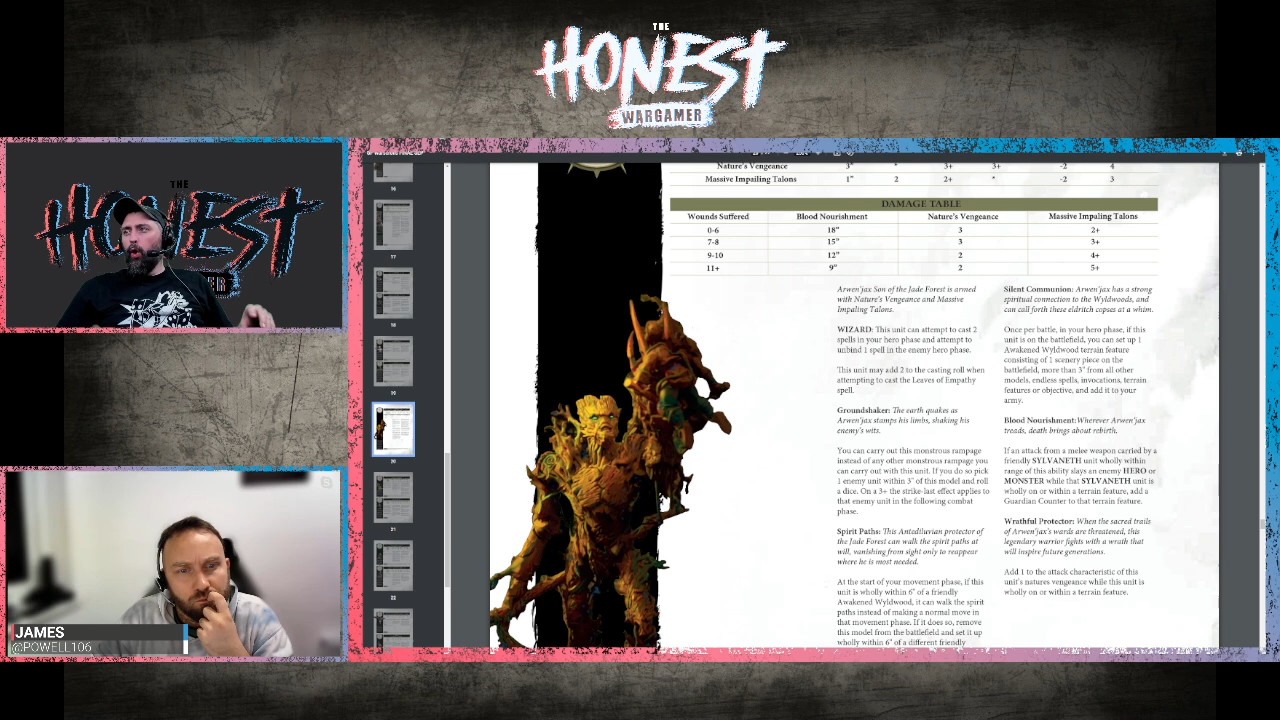 THE
HONEST
WARGAMER
THE
HONEST
JAMES
@POWELL106
16
17
18
19
20
21
22
Nature's Vengeance 3" * 3+ 3+ -2 4
Massive Impailing Talons 1" 2 2+ * -2 3
DAMAGE TABLE
Wounds Suffered Blood Nourishment Nature's Vengeance Massive Impaling Talons
0-6 18" 3 2+
7-8 15" 3 3+
9-10 12" 2 4+
11+ 9" 2 5+
Arwen'jax Son of the Jade Forest is armed
with Nature's Vengeance and Massive
Impaling Talons.
WIZARD: This unit can attempt to cast 2
spells in your hero phase and attempt to
unbind 1 spell in the enemy hero phase.
This unit may add 2 to the casting roll when
attempting to cast the Leaves of Empathy
spell.
Groundshaker: The earth quakes as
Arwen'jax stamps his limbs, shaking his
enemy's wits.
You can carry out this monstrous rampage
instead of any other monstrous rampage you
can carry out with this unit. If you do so pick
1 enemy unit within 3" of this model and roll
a dice. On a 3+ the strike-last effect applies to
that enemy unit in the following combat
phase.
Spirit Paths: This Antodiluvian protector of
the Jade Forest can walk the spirit paths at
will, vanishing from sight only to reappear
where he is most needed.
At the start of your movement phase, if this
unit is wholly within 6" of a friendly
Awakened Wyldwood, it can walk the spirit
paths instead of making a normal move in
that movement phase. If it does so, remove
this model from the battlefield and set it up
wholly within 6" of a different friendly
Silent Communion: Arwen'jax has a strong
spiritual connection to the Wyldwoods, and
can call forth these eldritch copses at a whim.
Once per battle, in your hero phase, if this
unit is on the battlefield, you can set up 1
Awakened Wyldwood terrain feature
consisting of 1 scenery piece on the
battlefield, more than 3" from all other
models, endless spells, invocations, terrain
features or objective, and add it to your
army.
Blood Nourishment: Wherever Arwen'jax
treads, death brings about rebirth.
If an attack from a melee weapon carried by a
friendly SYLVANETH unit wholly within
range of this ability slays an enemy HERO or
MONSTER while that SYLVANETH unit is
wholly on or within a terrain feature, add a
Guardian Counter to that terrain feature.
Wrathful Protector: When the sacred trails
of Arwen'jax's wards are threatened, this
legendary warrior fights with a wrath that
will inspire future generations.
Add 1 to the attack characteristic of this
unit's natures vengeance while this unit is
wholly on or within a terrain feature.